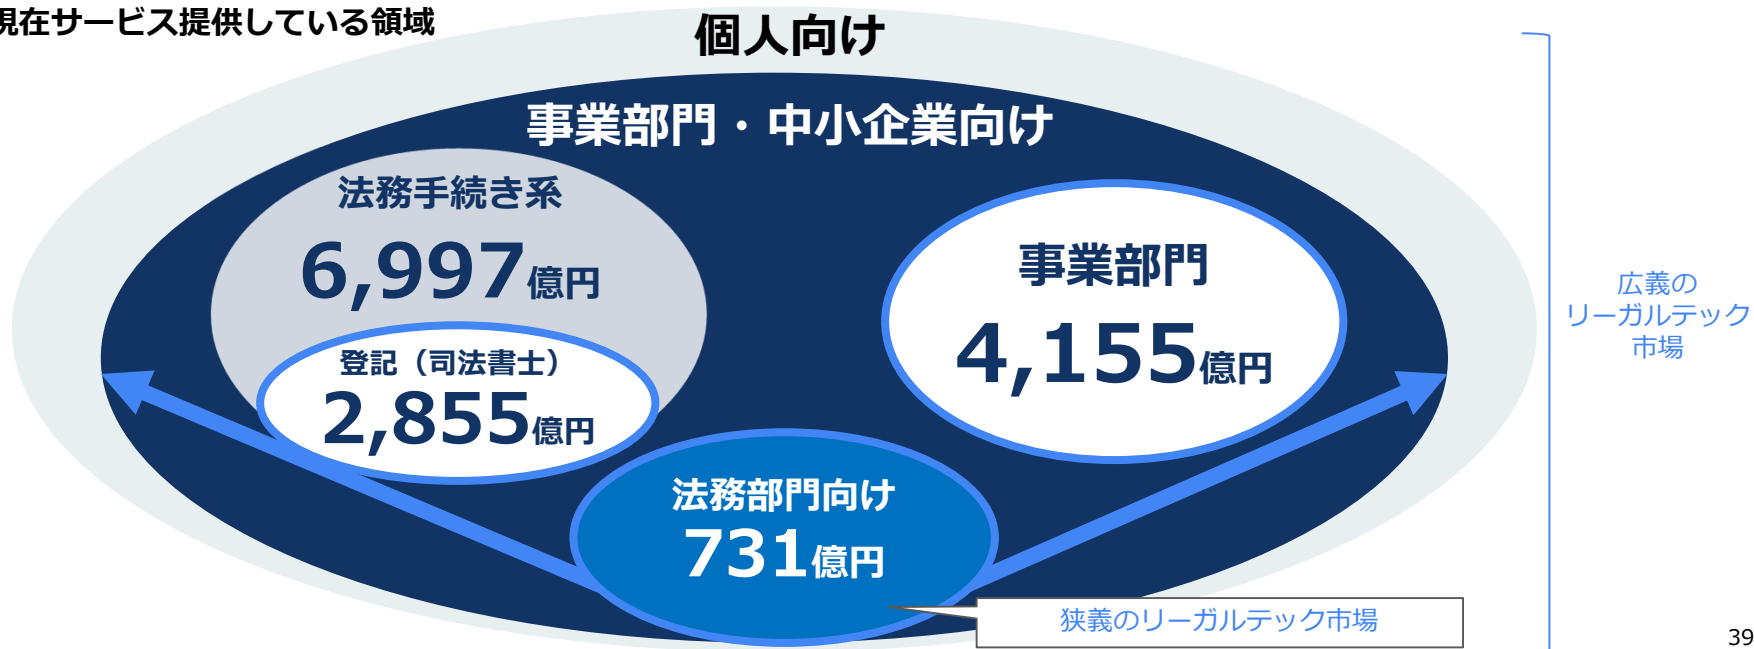 現在サービス提供している領域
個人向け
事業部門・中小企業向け
法務手続き系
6,997億円
登記（司法書士）
2,855億円
事業部門
4,155億円
法務部門向け
731億円
狭義のリーガルテック市場
広義の
リーガルテック
市場
39